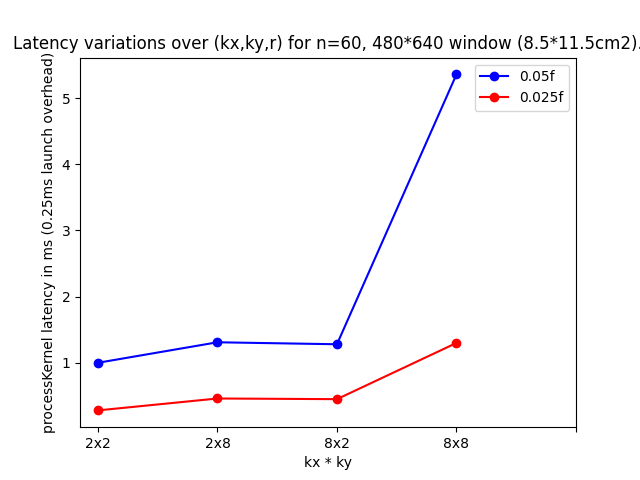 Latency variations over (kx,ky,r) for n=60, 480*640 window (8.5*11.5cm2).
0.05f
0.025f
processKernel latency in ms (0.25ms launch overhead)
5
4
3
2
1
2x2 2x8 8x2 8x8
kx * ky